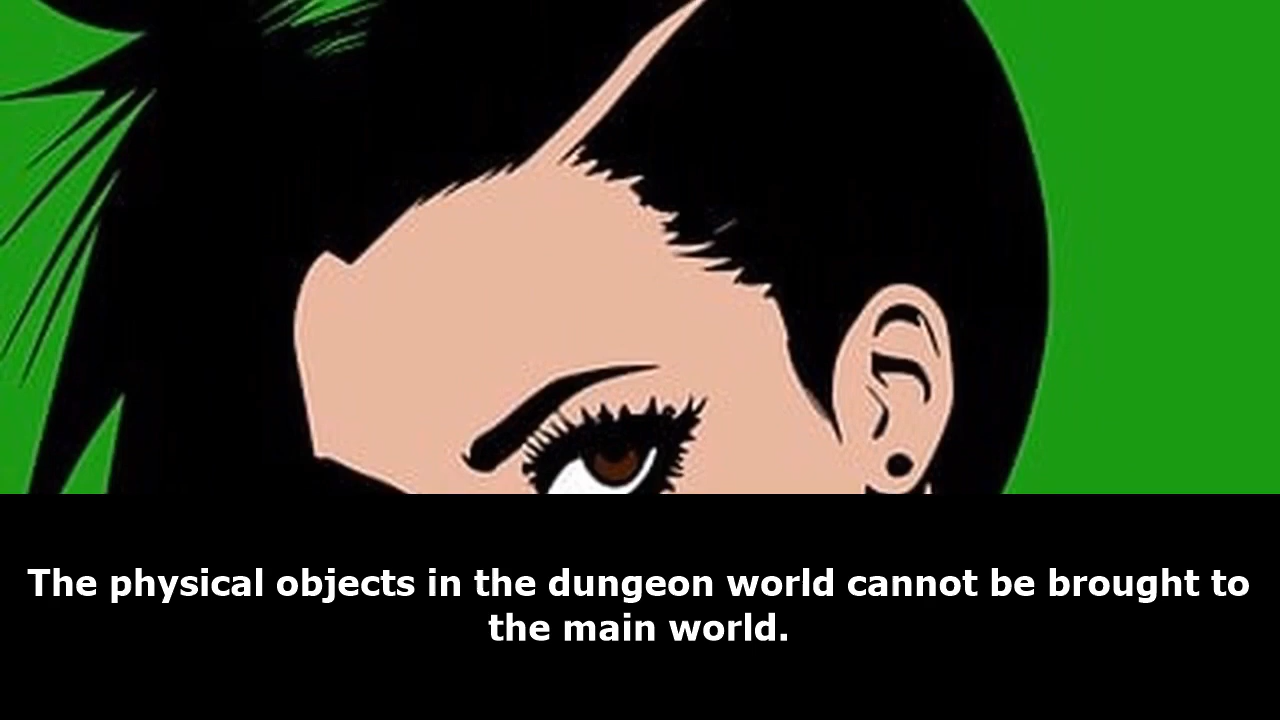 The physical objects in the dungeon world cannot be brought to
the main world.